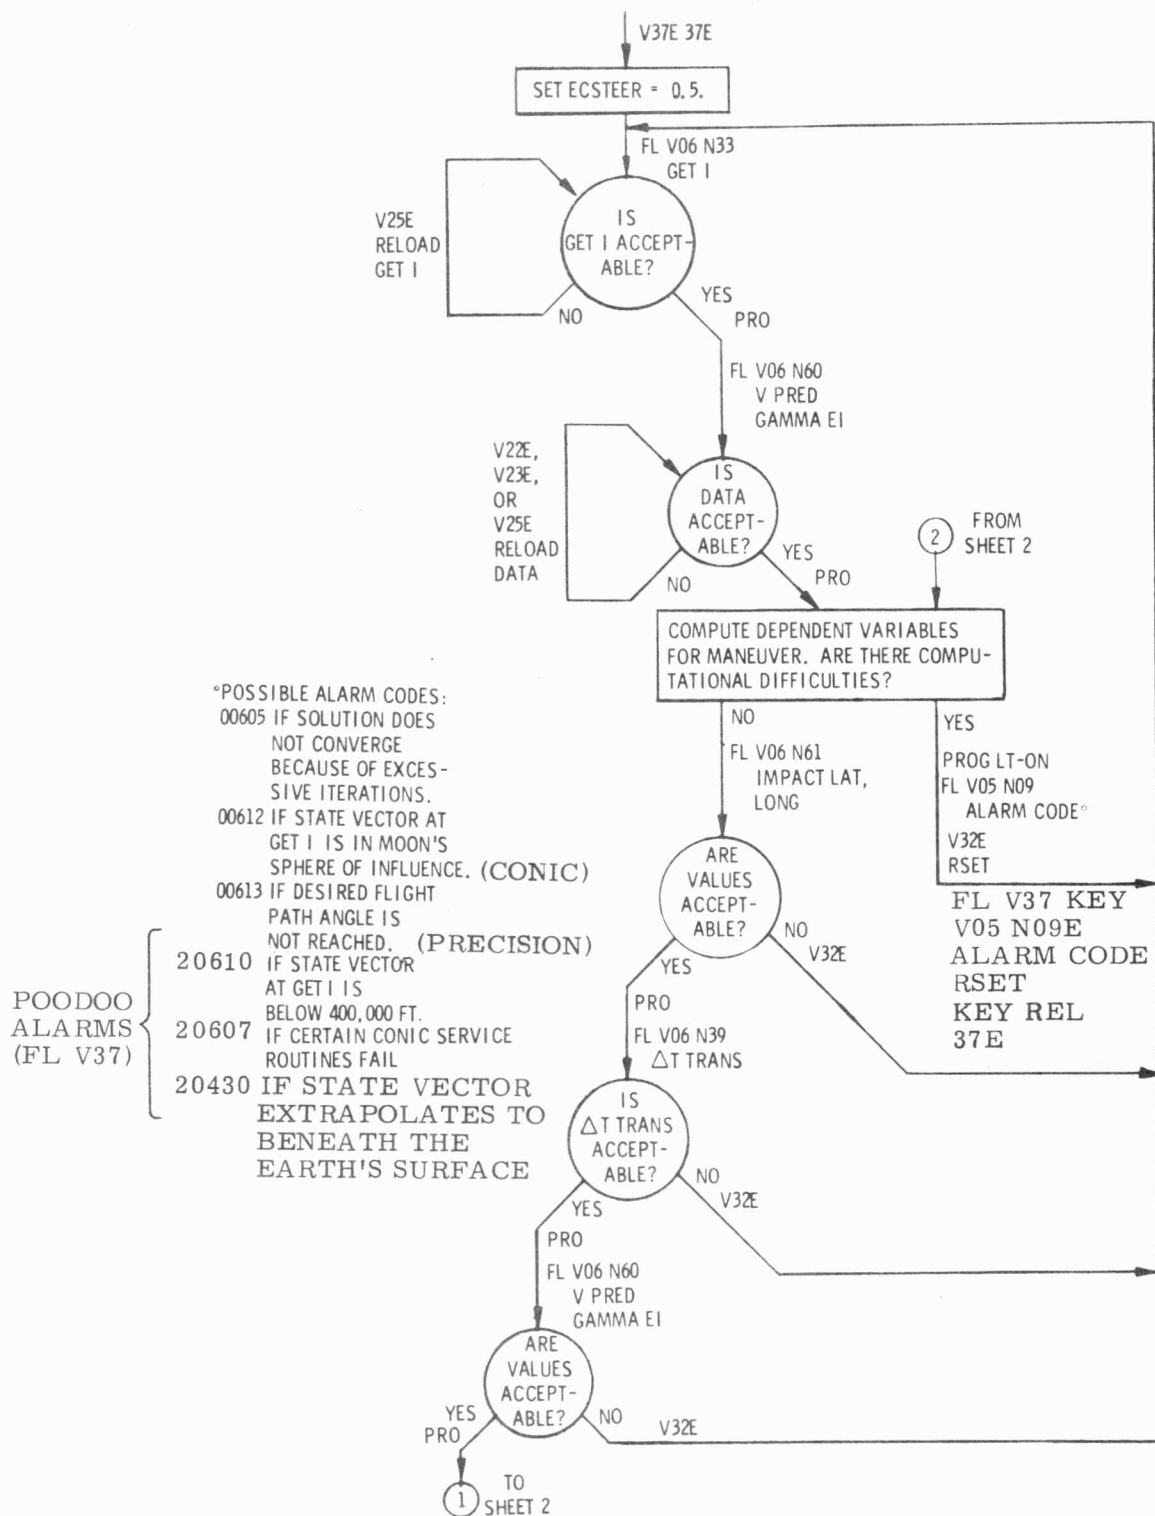 V37E 37E
SET ECSTEER = 0.5.
FL V06 N33
GET I
V25E
RELOAD
GET I
IS
GET I ACCEPT-
ABLE?
NO
YES
PRO
FL V06 N60
V PRED
GAMMA EI
V22E,
V23E,
OR
V25E
RELOAD
DATA
IS
DATA
ACCEPT-
ABLE?
NO
YES
PRO
2
FROM
SHEET 2
COMPUTE DEPENDENT VARIABLES
FOR MANEUVER. ARE THERE COMPU-
TATIONAL DIFFICULTIES?
NO
FL V06 N61
IMPACT LAT,
LONG
YES
PROG LT-ON
FL V05 N09
ALARM CODE*
V32E
RSET
FL V37 KEY
V05 N09E
ALARM CODE
RSET
KEY REL
37E
*POSSIBLE ALARM CODES:
00605 IF SOLUTION DOES
NOT CONVERGE
BECAUSE OF EXCES-
SIVE ITERATIONS.
00612 IF STATE VECTOR AT
GET I IS IN MOON'S
SPHERE OF INFLUENCE. (CONIC)
00613 IF DESIRED FLIGHT
PATH ANGLE IS
NOT REACHED. (PRECISION)
POODOO
ALARMS
(FL V37)
20610 IF STATE VECTOR
AT GET I IS
BELOW 400,000 FT.
20607 IF CERTAIN CONIC SERVICE
ROUTINES FAIL
20430 IF STATE VECTOR
EXTRAPOLATES TO
BENEATH THE
EARTH'S SURFACE
ARE
VALUES
ACCEPT-
ABLE?
NO
V32E
YES
PRO
FL V06 N39
△T TRANS
IS
△T TRANS
ACCEPT-
ABLE?
NO
V32E
YES
PRO
FL V06 N60
V PRED
GAMMA EI
ARE
VALUES
ACCEPT-
ABLE?
NO
V32E
YES
PRO
1
TO
SHEET 2